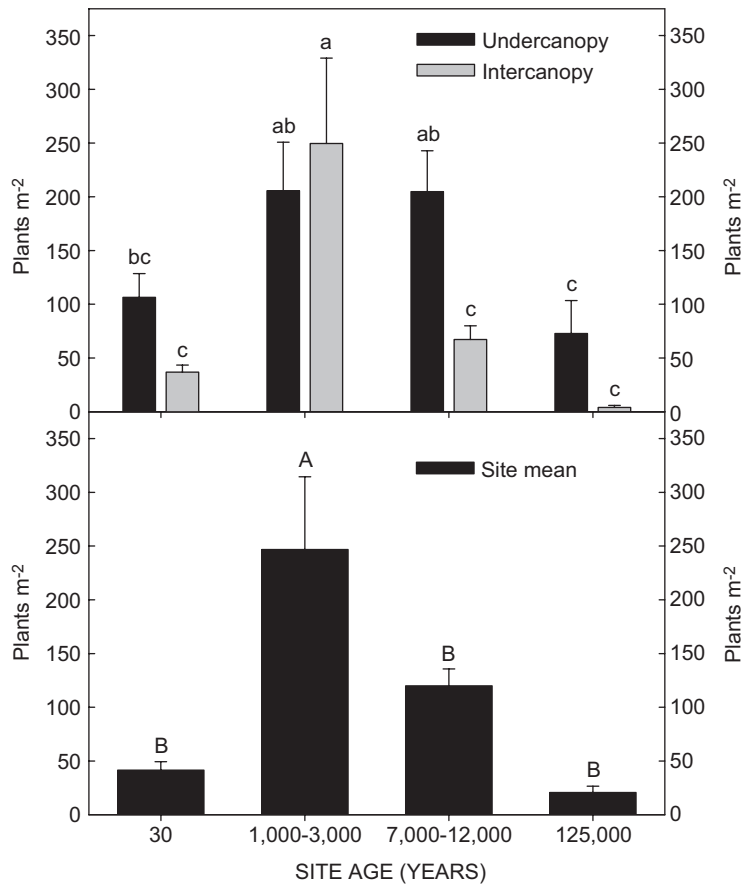 350
300
250
200
150
100
50
0
Plants m-2
Undercanopy
Intercanopy
bc
c
ab
a
ab
c
c
c
350
300
250
200
150
100
50
0
Plants m-2
350
300
250
200
150
100
50
0
Plants m-2
Site mean
B
A
B
B
350
300
250
200
150
100
50
0
Plants m-2
30
1,000-3,000
7,000-12,000
125,000
SITE AGE (YEARS)